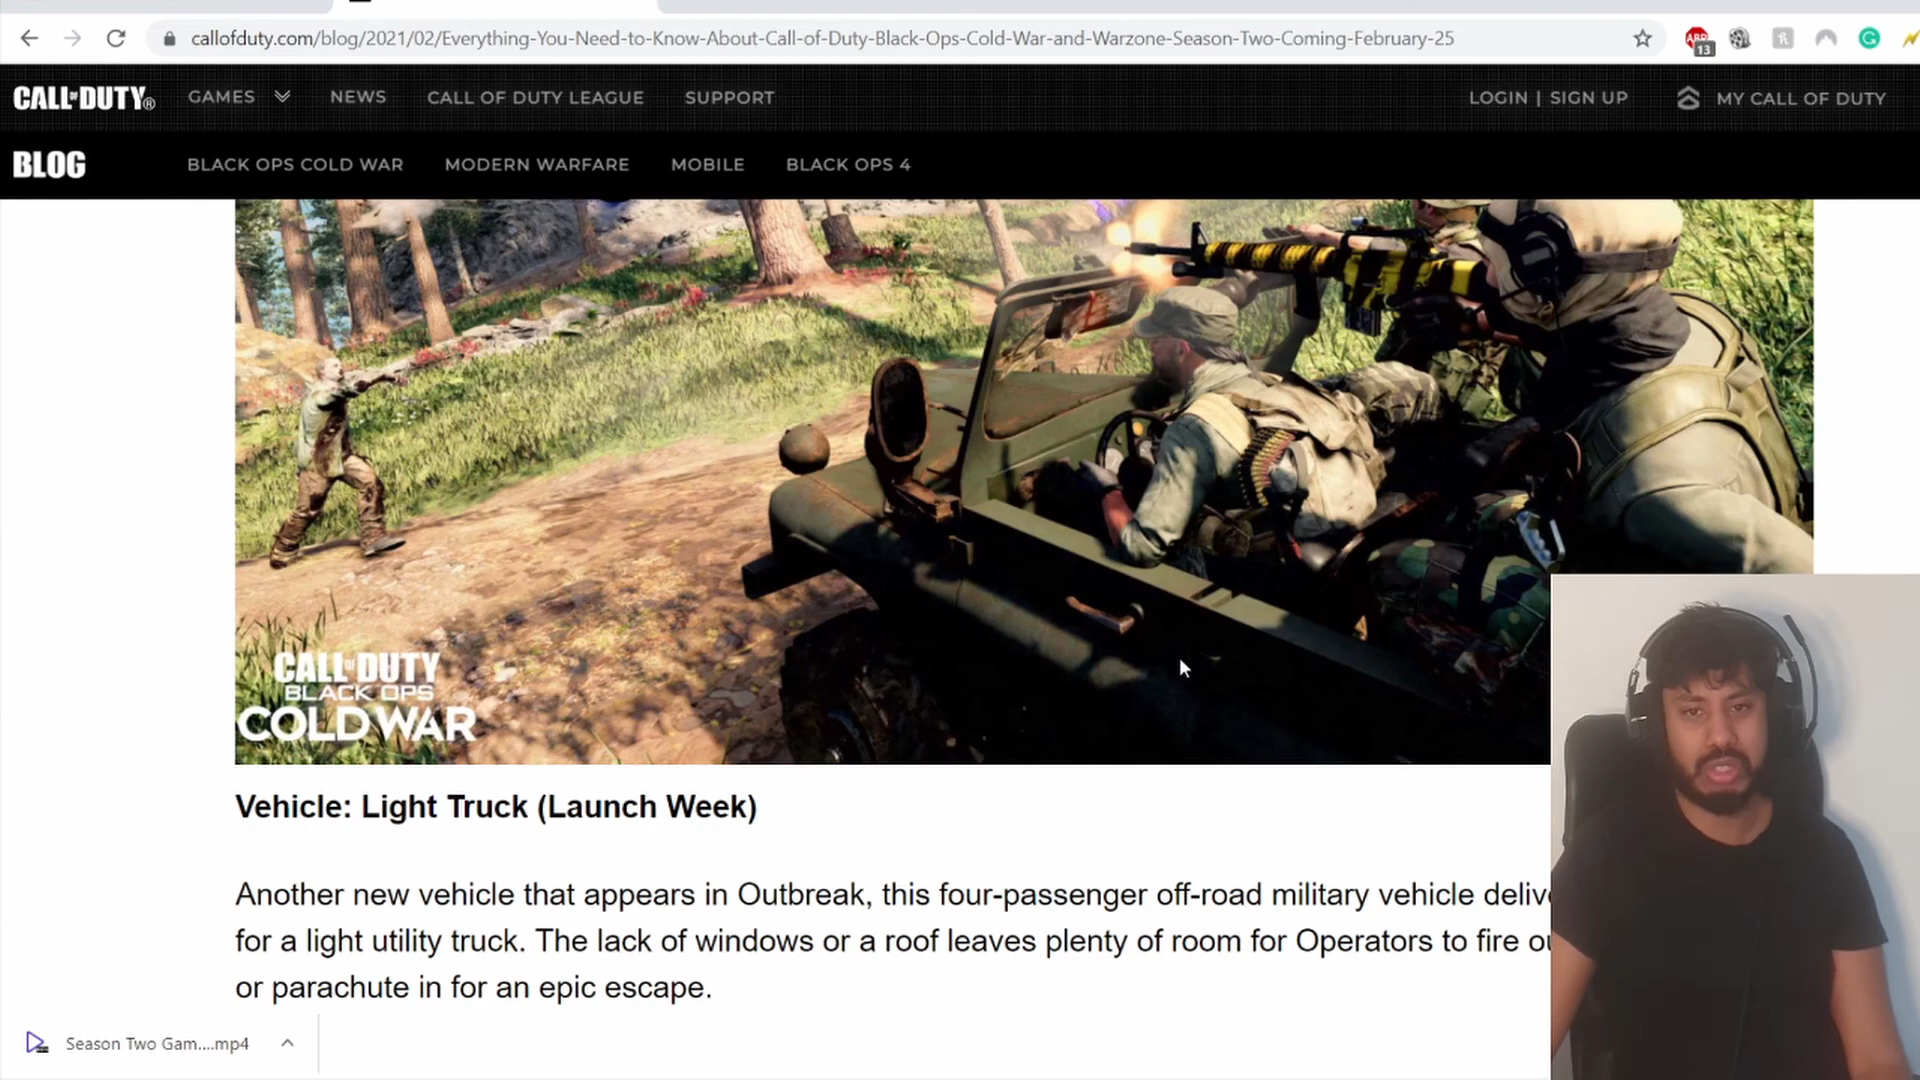 callofduty.com/blog/2021/02/Everything-You-Need-to-Know-About-Call-of-Duty-Black-Ops-Cold-War-and-Warzone-Season-Two-Coming-February-25
ABP
13
CALL OF DUTY®
GAMES NEWS CALL OF DUTY LEAGUE SUPPORT
LOGIN | SIGN UP MY CALL OF DUTY
BLOG BLACK OPS COLD WAR MODERN WARFARE MOBILE BLACK OPS 4
CALL OF DUTY
BLACK OPS
COLD WAR
Vehicle: Light Truck (Launch Week)
Another new vehicle that appears in Outbreak, this four-passenger off-road military vehicle
for a light utility truck. The lack of windows or a roof leaves plenty of room for Operators to fire
or parachute in for an epic escape.
Season Two Gam....mp4